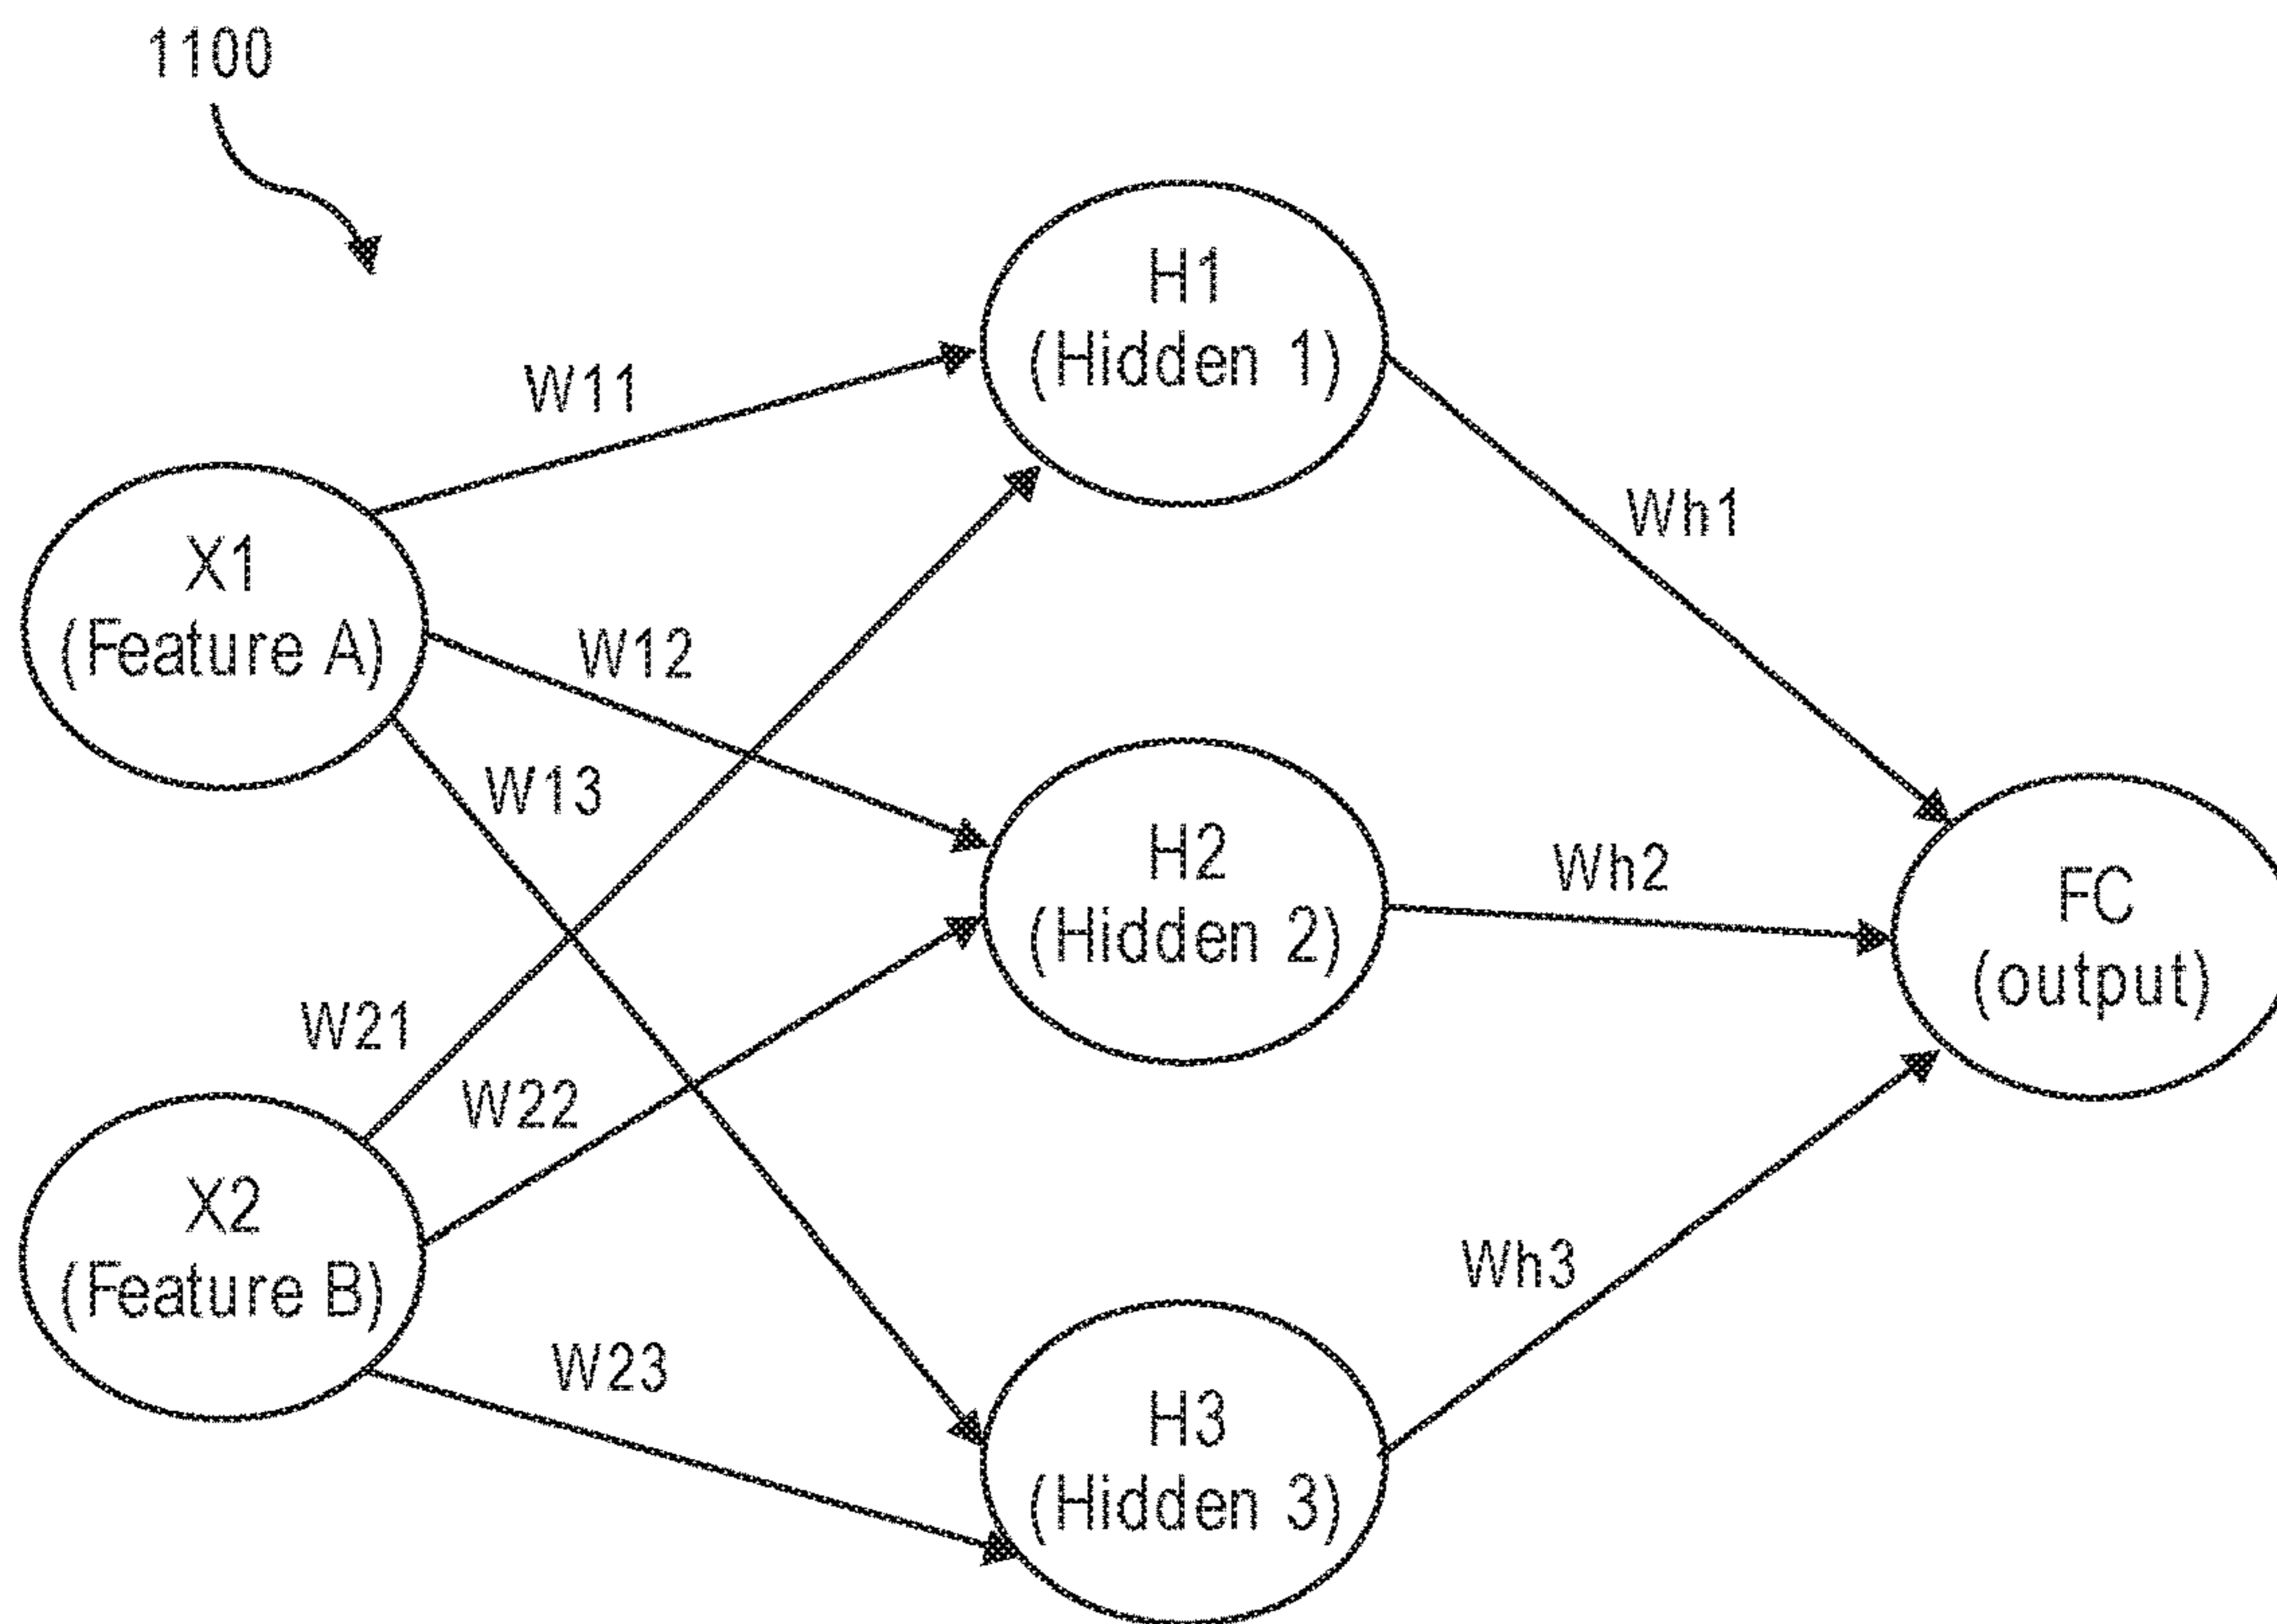 1100
H1
(Hidden 1)
W11
Wh1
X1
(Feature A)
W12
W13
H2
(Hidden 2)
Wh2
FC
(output)
W21
W22
X2
(Feature B)
Wh3
W23
H3
(Hidden 3)